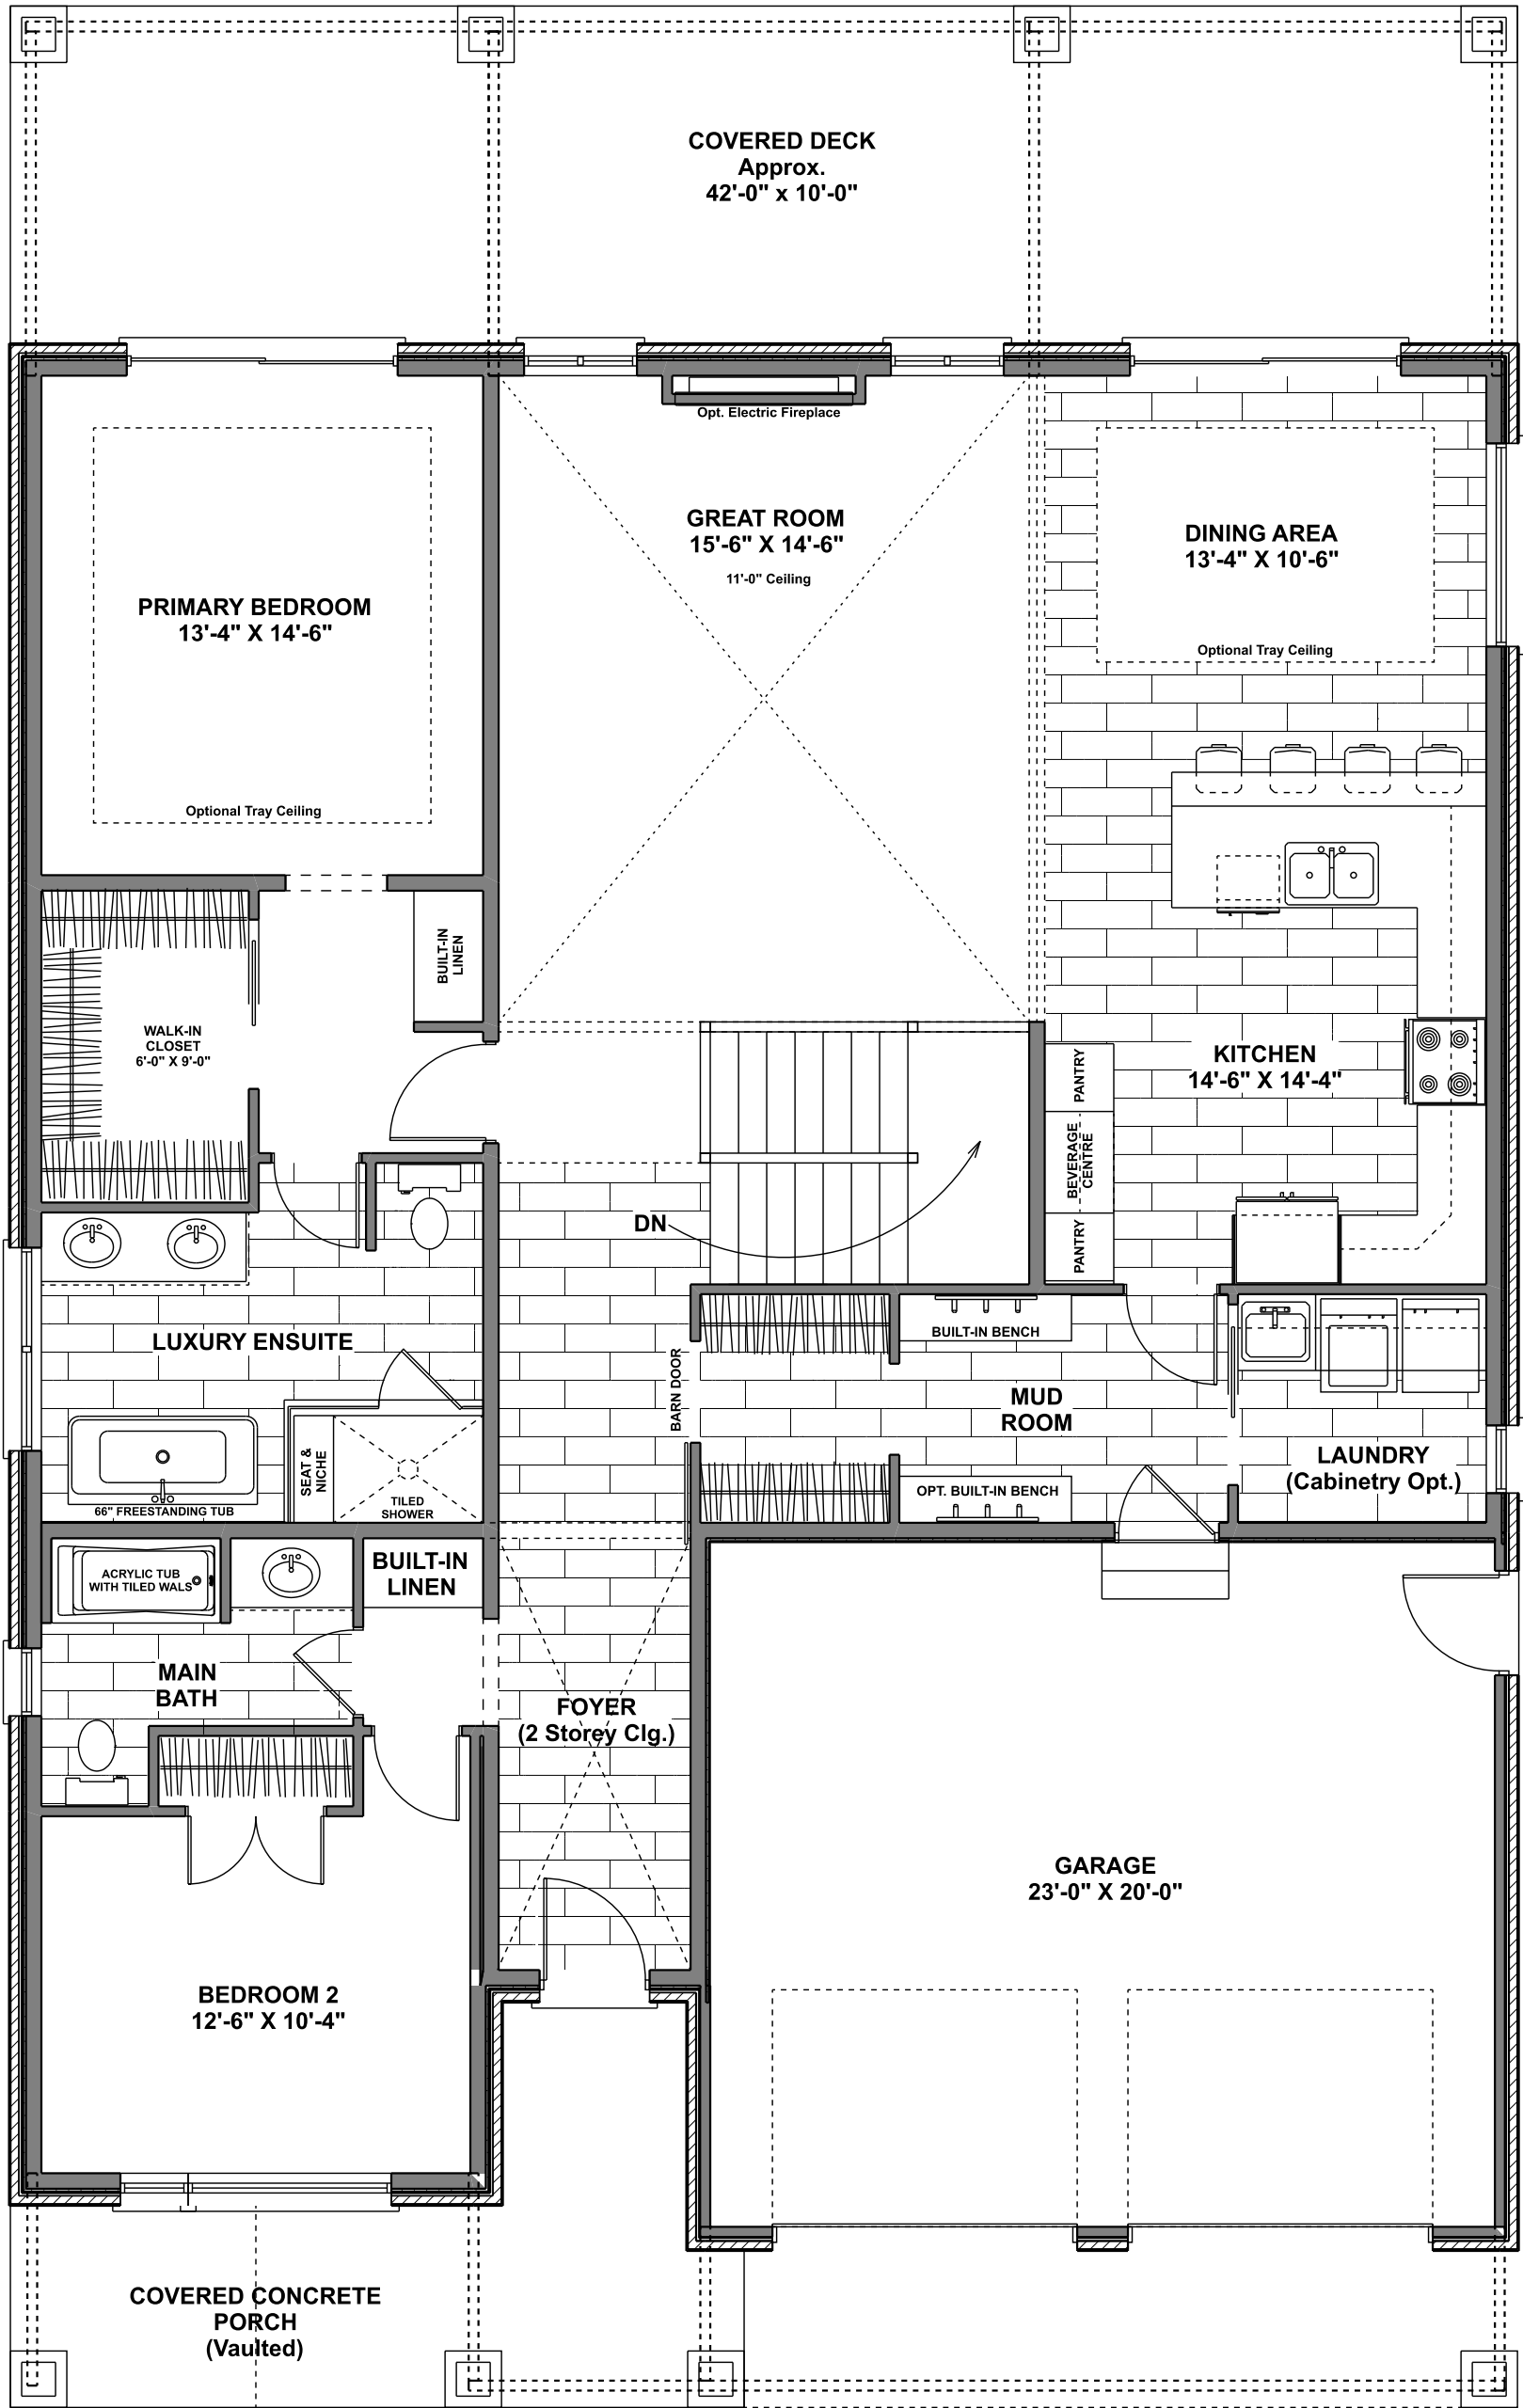 COVERED DECK
Approx.
42'-0" x 10'-0"
Opt. Electric Fireplace
GREAT ROOM
15'-6" X 14'-6"
11'-0" Ceiling
DINING AREA
13'-4" X 10'-6"
Optional Tray Ceiling
PRIMARY BEDROOM
13'-4" X 14'-6"
Optional Tray Ceiling
BUILT-IN
LINEN
WALK-IN
CLOSET
6'-0" X 9'-0"
KITCHEN
14'-6" X 14'-4"
PANTRY
BEVERAGE
CENTRE
PANTRY
DN
LUXURY ENSUITE
BUILT-IN BENCH
BARN DOOR
MUD
ROOM
LAUNDRY
(Cabinetry Opt.)
OPT. BUILT-IN BENCH
SEAT &
NICHE
TILED
SHOWER
66" FREESTANDING TUB
ACRYLIC TUB
WITH TILED WALS
BUILT-IN
LINEN
MAIN
BATH
FOYER
(2 Storey Clg.)
GARAGE
23'-0" X 20'-0"
BEDROOM 2
12'-6" X 10'-4"
COVERED CONCRETE
PORCH
(Vaulted)